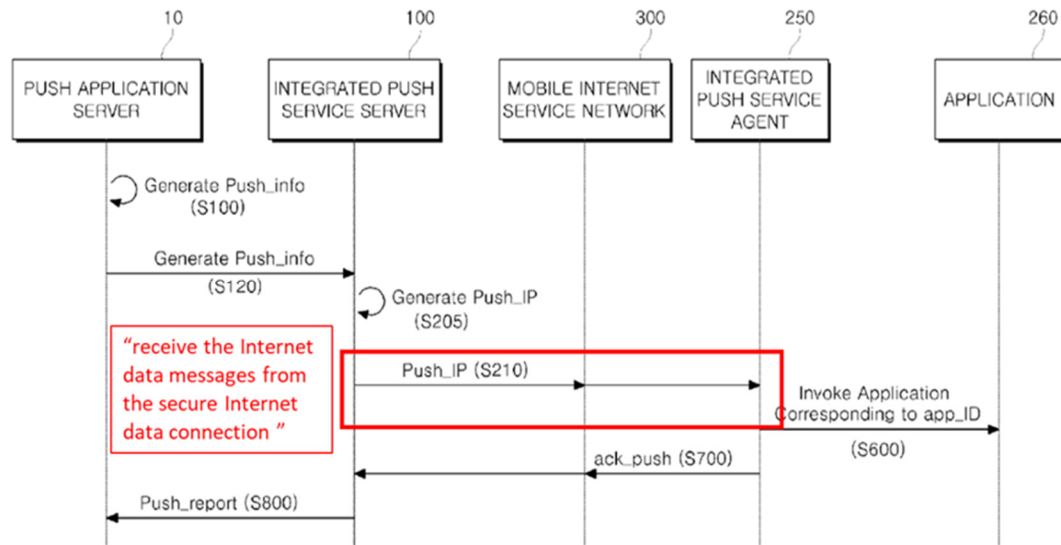 10
100
300
250
260
PUSH APPLICATION
SERVER
INTEGRATED PUSH
SERVICE SERVER
MOBILE INTERNET
SERVICE NETWORK
INTEGRATED
PUSH SERVICE
AGENT
APPLICATION
Generate Push_info
(S100)
Generate Push_info
(S120)
Generate Push_IP
(S205)
"receive the Internet
data messages from
the secure Internet
data connection "
Push_IP (S210)
Invoke Application
Corresponding to app_ID
(S600)
ack_push (S700)
Push_report (S800)